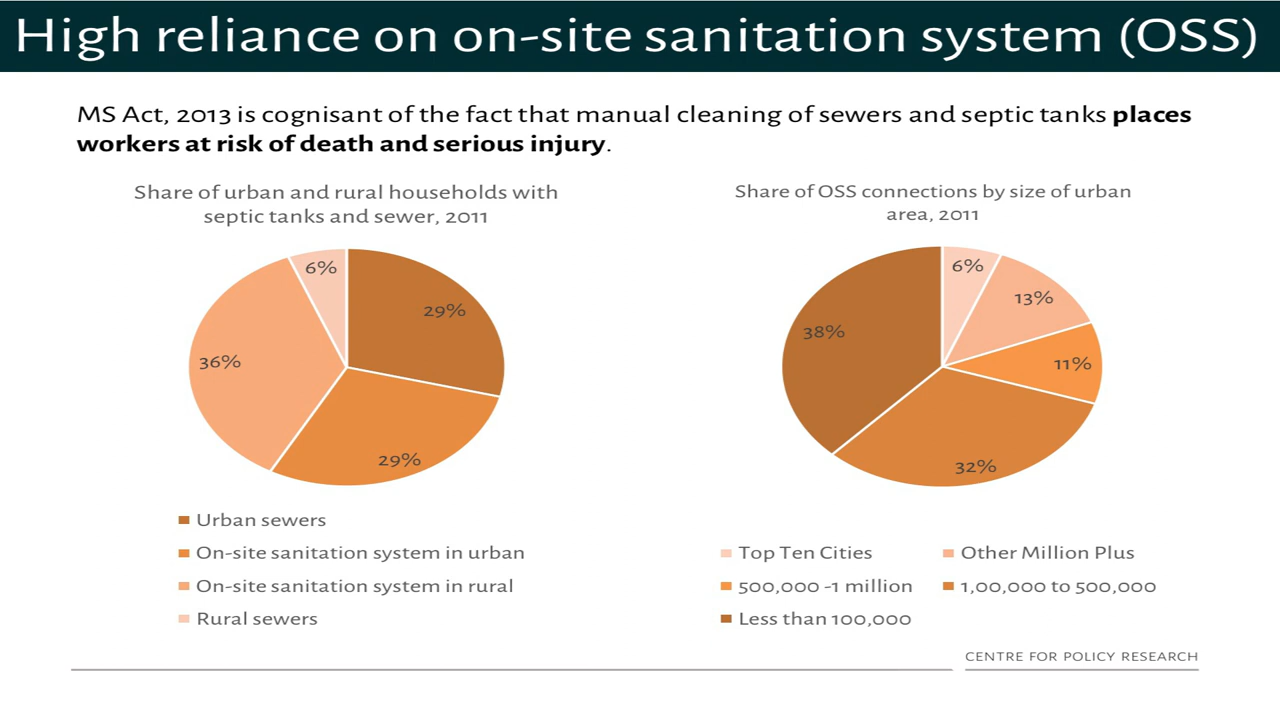 High reliance on on-site sanitation system (OSS)
MS Act, 2013 is cognisant of the fact that manual cleaning of sewers and septic tanks places
workers at risk of death and serious injury.
Share of urban and rural households with
septic tanks and sewer, 2011
6%
29%
36%
29%
Urban sewers
On-site sanitation system in urban
On-site sanitation system in rural
Rural sewers
Share of OSS connections by size of urban
area, 2011
6%
13%
38%
11%
32%
Top Ten Cities
Other Million Plus
500,000 -1 million
1,00,000 to 500,000
Less than 100,000
CENTRE FOR POLICY RESEARCH